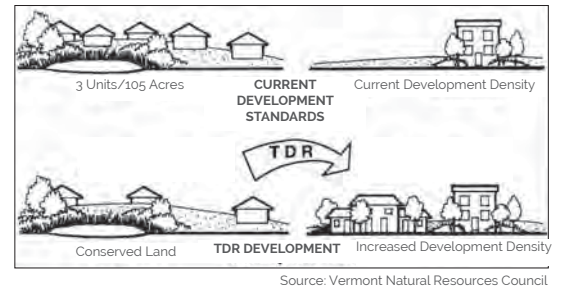 3 Units/105 Acres
CURRENT
DEVELOPMENT
STANDARDS
Current Development Density
TDR
Conserved Land
TDR DEVELOPMENT
Increased Development Density
Source: Vermont Natural Resources Council